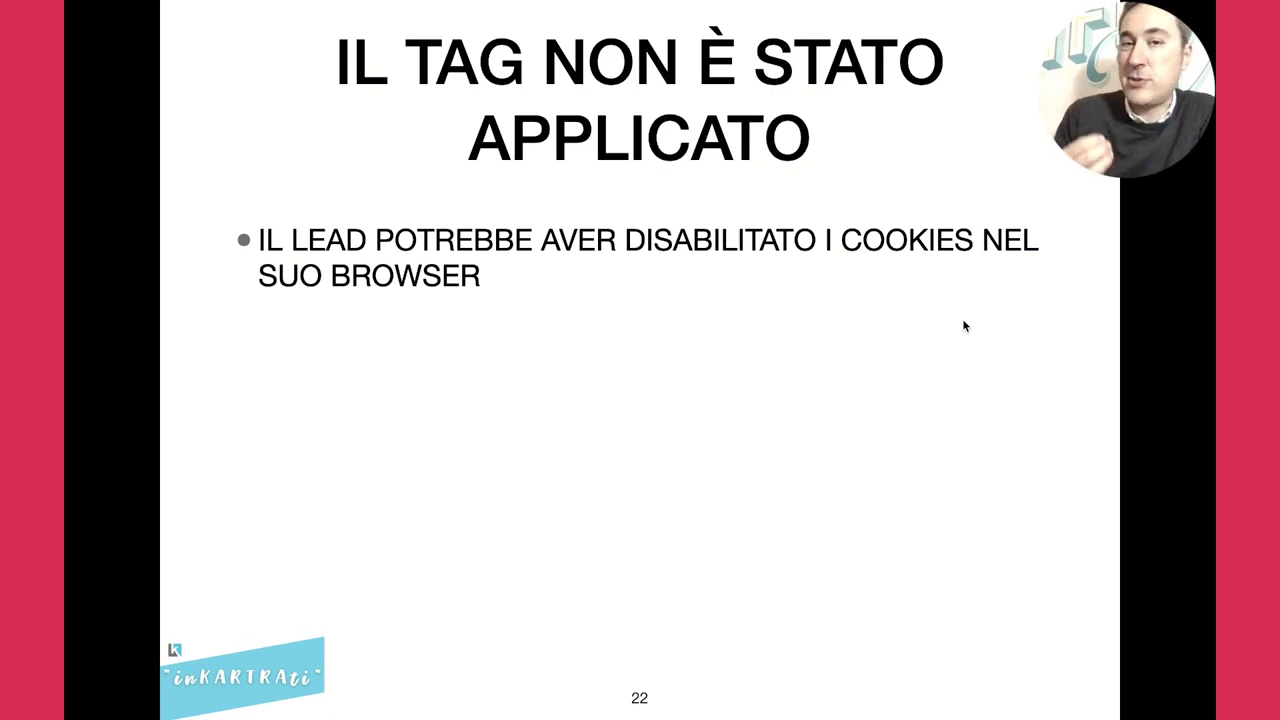 IL TAG NON È STATO
APPLICATO
IL LEAD POTREBBE AVER DISABILITATO I COOKIES NEL
SUO BROWSER
"inKARTRAti"
22